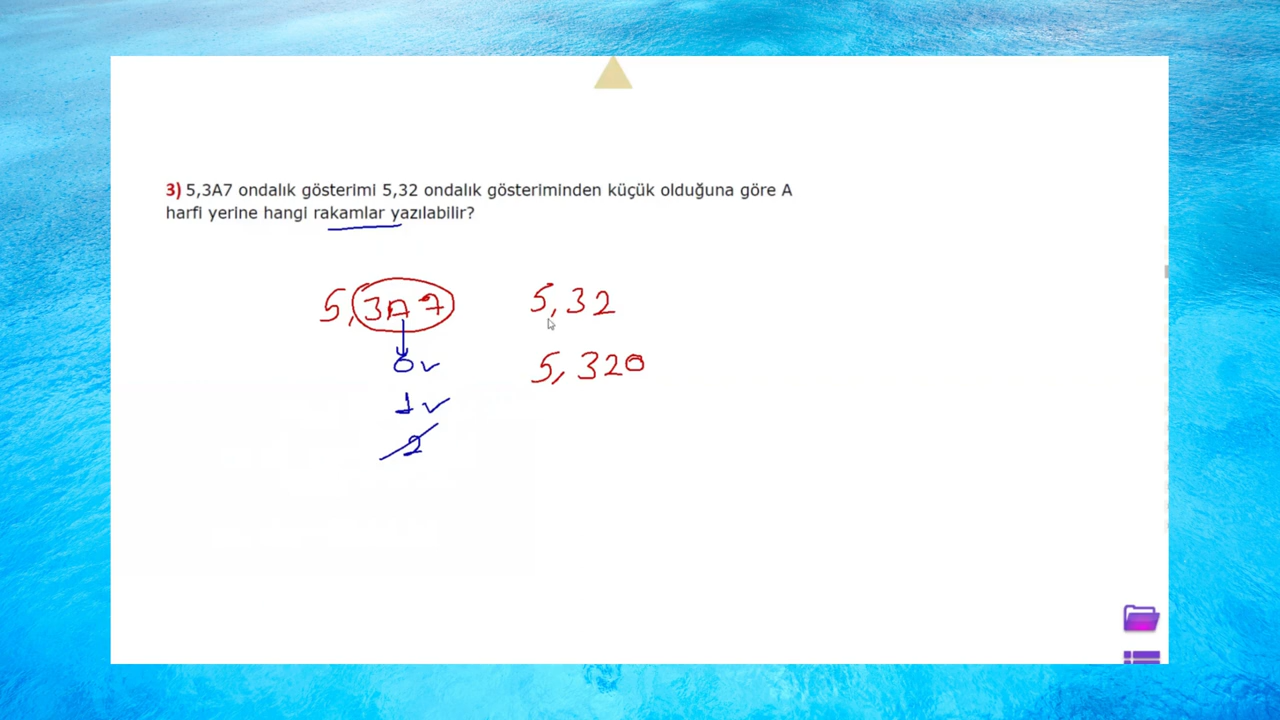 3) 5,3A7 ondalık gösterimi 5,32 ondalık gösteriminden küçük olduğuna göre A
harfi yerine hangi rakamlar yazılabilir?
5,3A7 5,32
0 ✓ 5,320
1 ✓
2